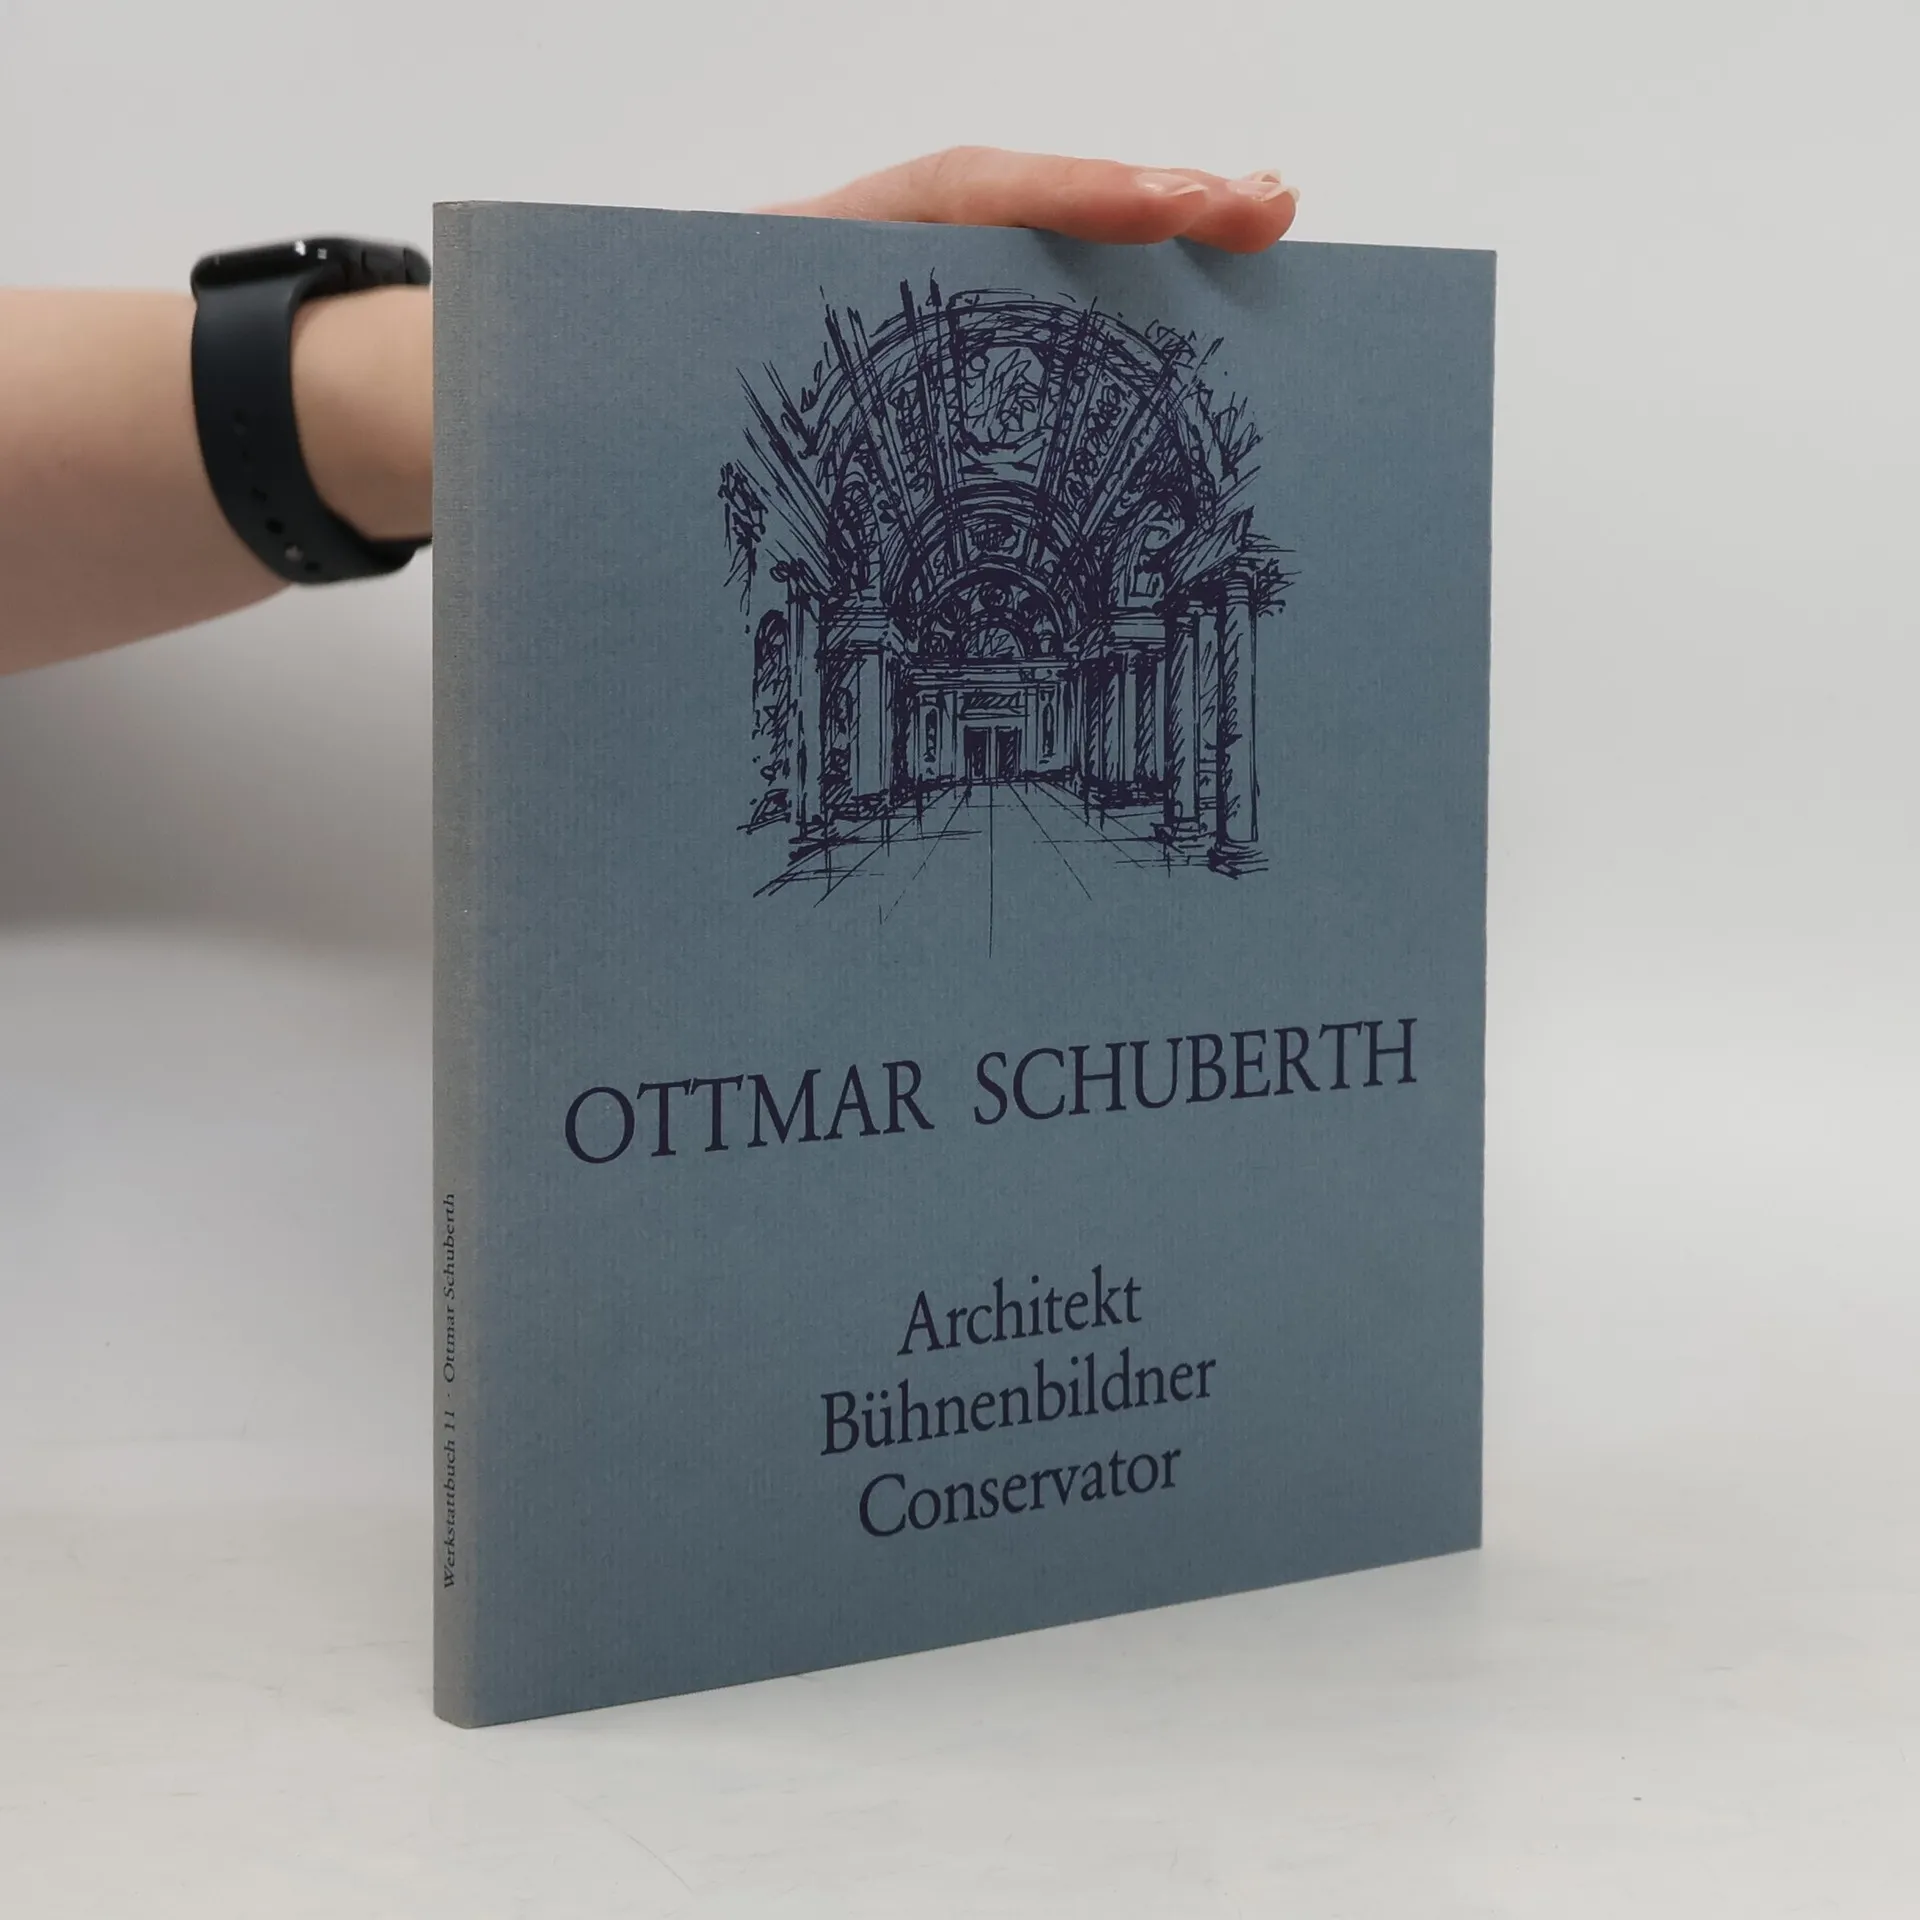 OTTMAR SCHUBERTH
Architekt
Bühnenbildner
Conservator
Werkstattbuch 11 · Ottmar Schuberth